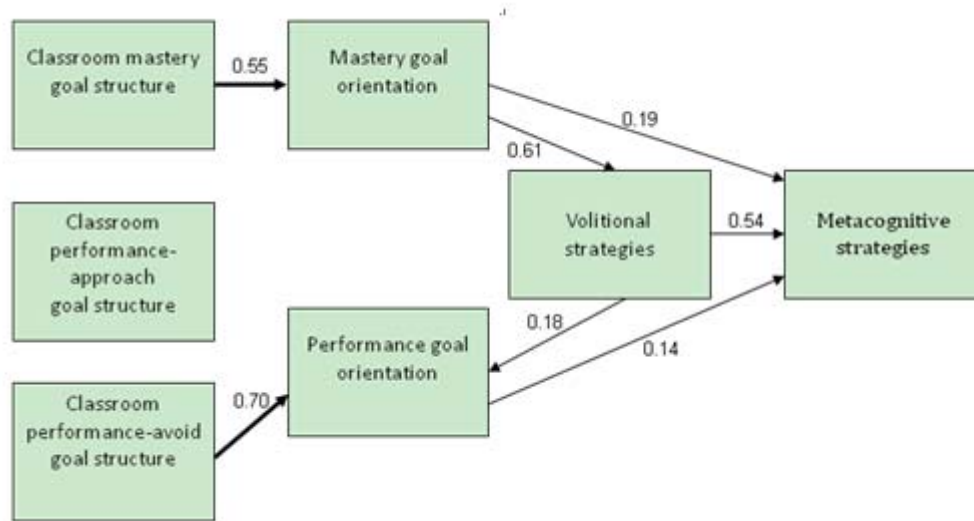 Classroom mastery
goal structure
0.55
Mastery goal
orientation
0.19
0.61
Classroom
performance-
approach
goal structure
Volitional
strategies
0.54
Metacognitive
strategies
0.18
0.14
Performance goal
orientation
Classroom
performance-avoid
goal structure
0.70